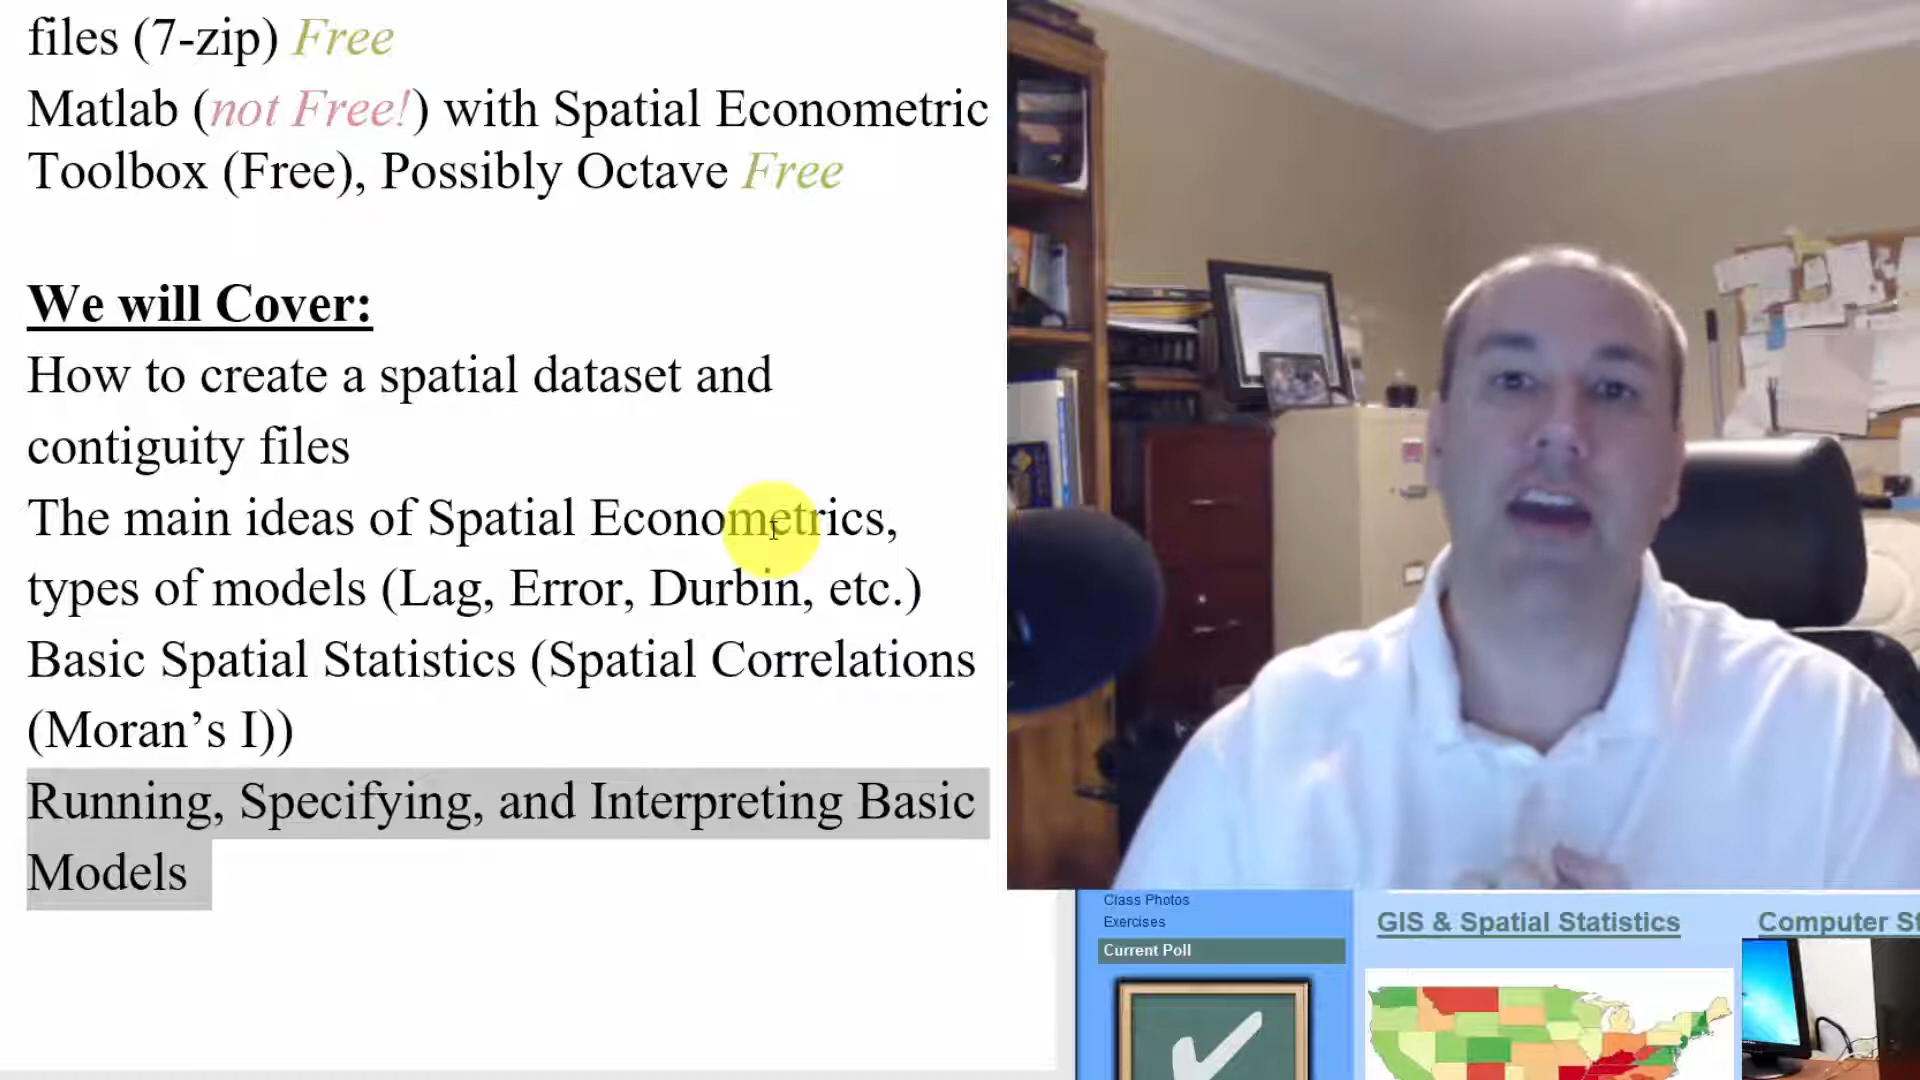 files (7-zip) Free
Matlab (not Free!) with Spatial Econometric
Toolbox (Free), Possibly Octave Free
We will Cover:
How to create a spatial dataset and
contiguity files
The main ideas of Spatial Econometrics,
types of models (Lag, Error, Durbin, etc.)
Basic Spatial Statistics (Spatial Correlations
(Moran’s I))
Running, Specifying, and Interpreting Basic
Models
Class Photos
Exercises
Current Poll
GIS & Spatial Statistics
Computer St